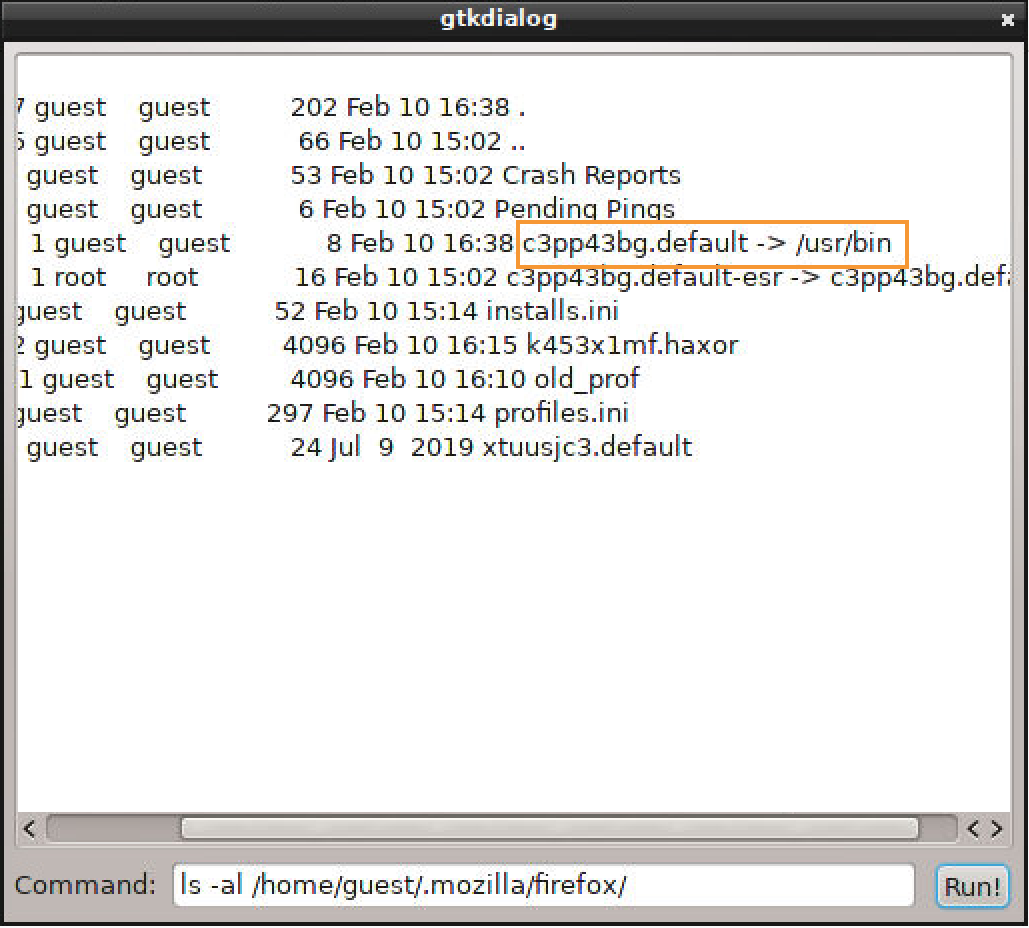 gtkdialog
7 guest guest 202 Feb 10 16:38 .
guest guest 66 Feb 10 15:02 ..
guest guest 53 Feb 10 15:02 Crash Reports
guest guest 6 Feb 10 15:02 Pending Pings
1 guest guest 8 Feb 10 16:38 c3pp43bg.default -> /usr/bin
1 root root 16 Feb 10 15:02 c3pp43bg.default-esr -> c3pp43bg.defa
guest guest 52 Feb 10 15:14 installs.ini
2 guest guest 4096 Feb 10 16:15 k453x1mf.haxor
1 guest guest 4096 Feb 10 16:10 old_prof
guest guest 297 Feb 10 15:14 profiles.ini
guest guest 24 Jul 9 2019 xtuusjc3.default
Command: ls -al /home/guest/.mozilla/firefox/ Run!